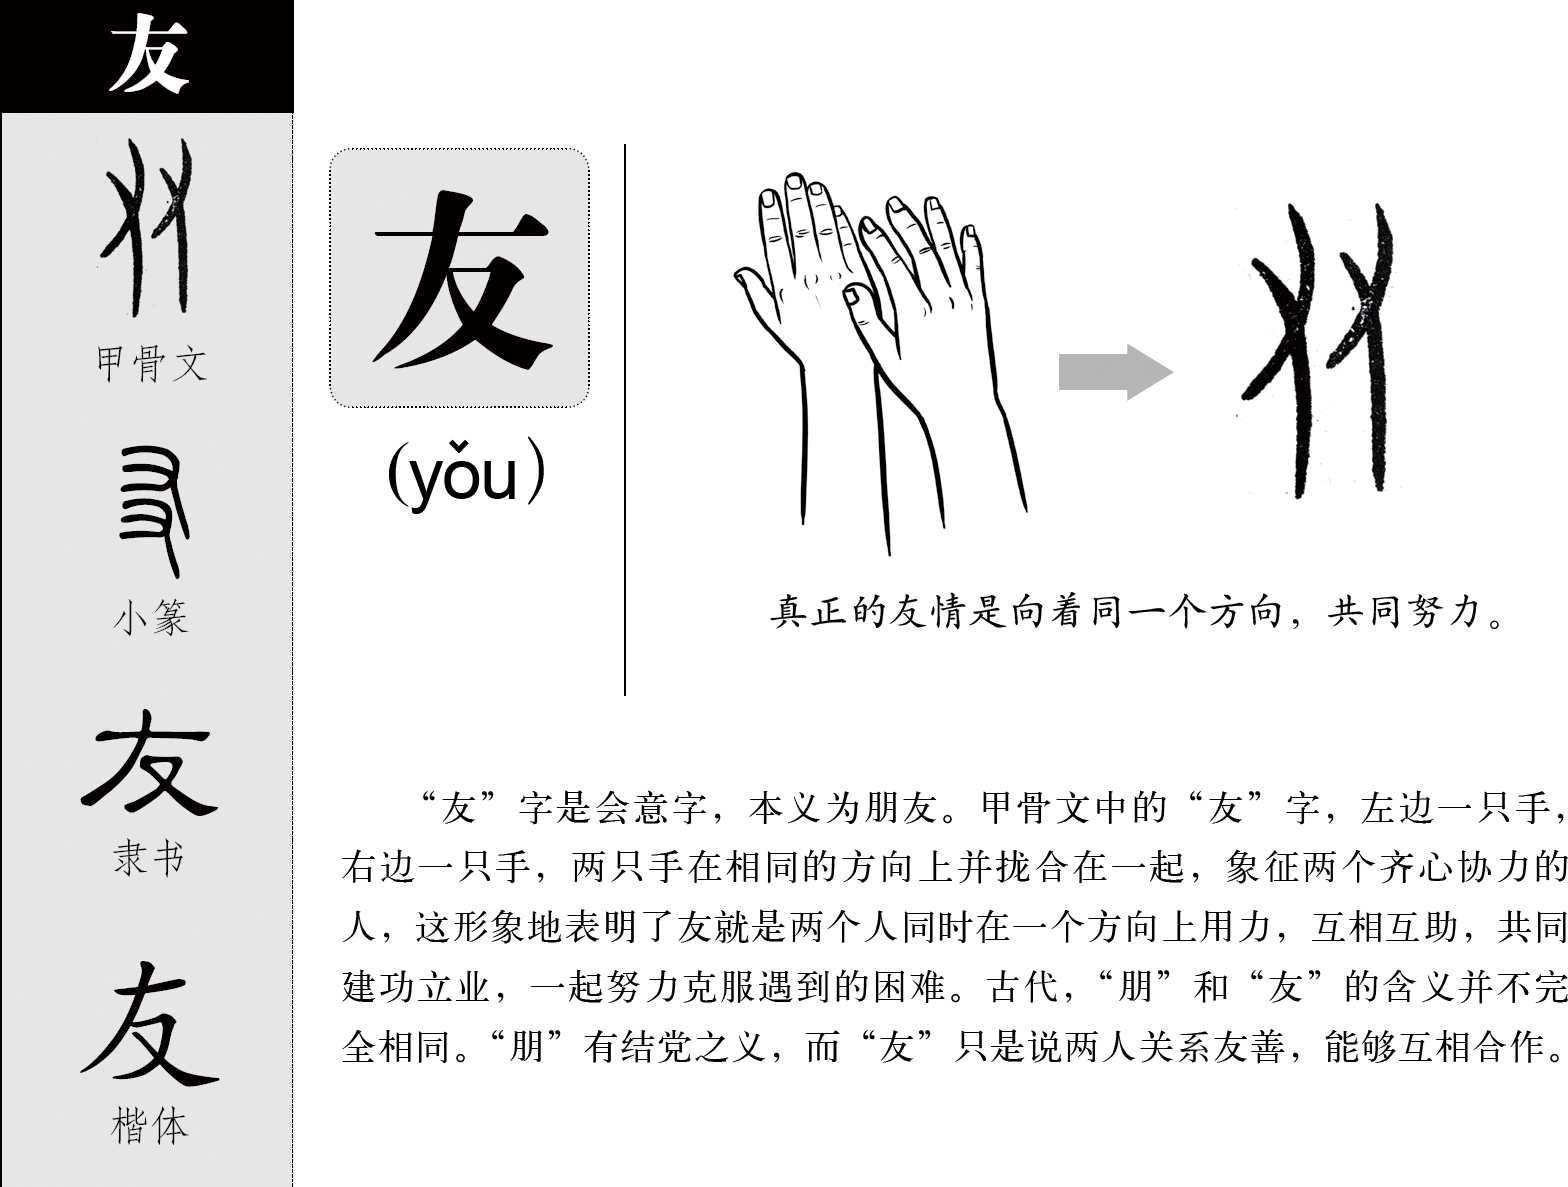 友
甲骨文
小篆
友
隶书
友
楷体
友
(yǒu)
真正的友情是向着同一个方向，共同努力。
“友”字是会意字，本义为朋友。甲骨文中的“友”字，左边一只手，
右边一只手，两只手在相同的方向上并拢合在一起，象征两个齐心协力的
人，这形象地表明了友就是两个人同时在一个方向上用力，互相互助，共同
建功立业，一起努力克服遇到的困难。古代，“朋”和“友”的含义并不完
全相同。“朋”有结党之义，而“友”只是说两人关系友善，能够互相合作。